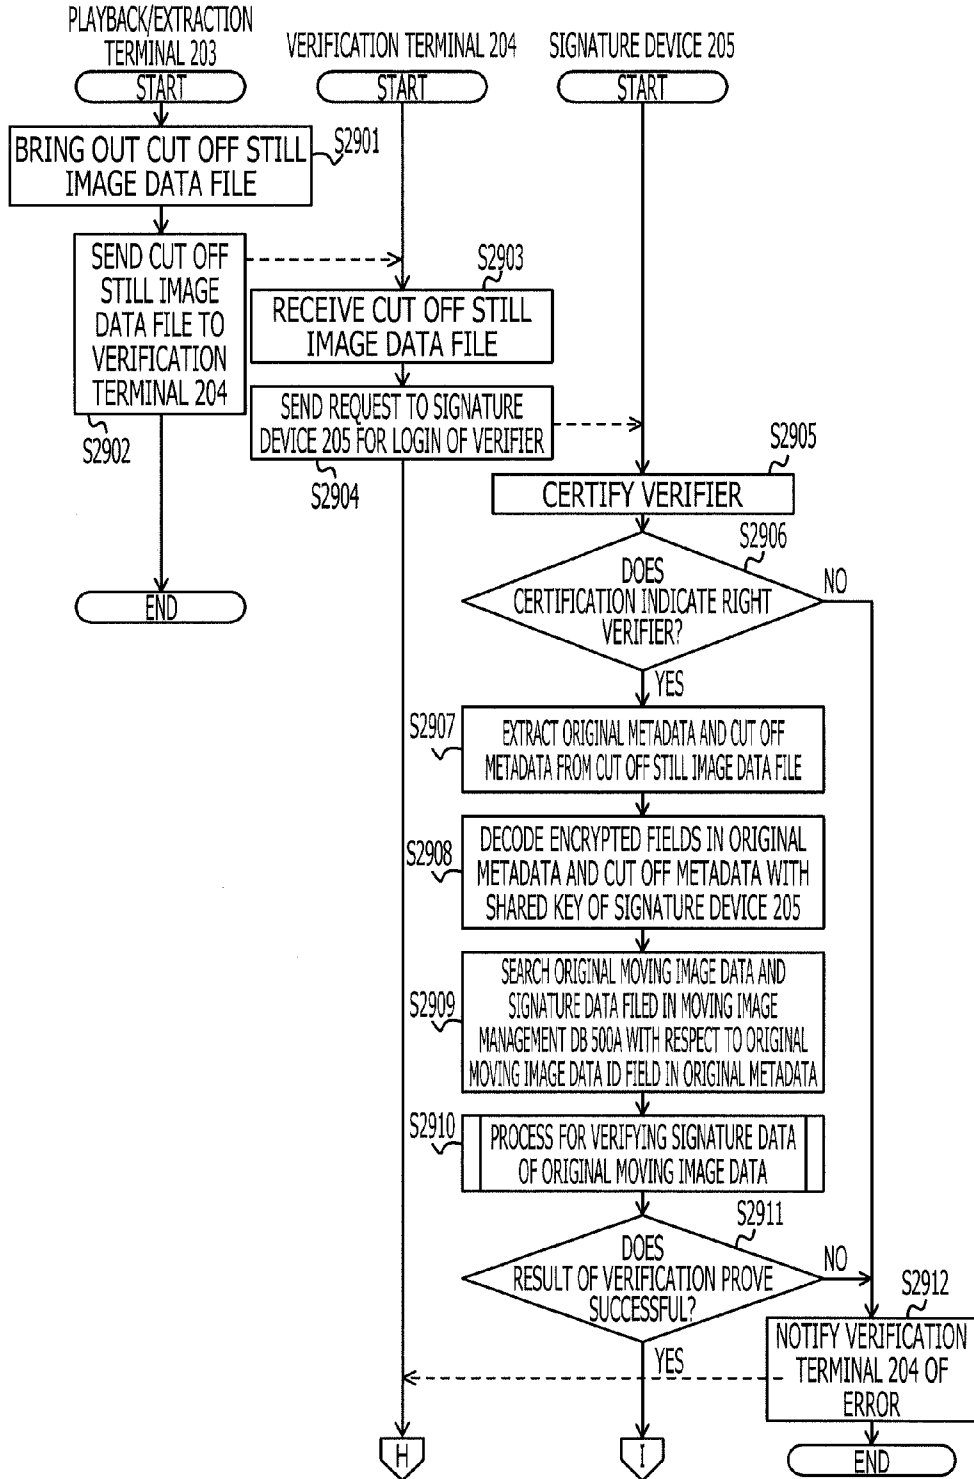 PLAYBACK/EXTRACTION
TERMINAL 203
VERIFICATION TERMINAL 204
SIGNATURE DEVICE 205
START
START
START
BRING OUT CUT OFF STILL
IMAGE DATA FILE
S2901
SEND CUT OFF
STILL IMAGE
DATA FILE TO
VERIFICATION
TERMINAL 204
S2902
S2903
RECEIVE CUT OFF STILL
IMAGE DATA FILE
SEND REQUEST TO SIGNATURE
DEVICE 205 FOR LOGIN OF VERIFIER
S2904
S2905
CERTIFY VERIFIER
S2906
DOES
CERTIFICATION INDICATE RIGHT
VERIFIER?
NO
YES
END
S2907
EXTRACT ORIGINAL METADATA AND CUT OFF
METADATA FROM CUT OFF STILL IMAGE DATA FILE
S2908
DECODE ENCRYPTED FIELDS IN ORIGINAL
METADATA AND CUT OFF METADATA WITH
SHARED KEY OF SIGNATURE DEVICE 205
S2909
SEARCH ORIGINAL MOVING IMAGE DATA AND
SIGNATURE DATA FILED IN MOVING IMAGE
MANAGEMENT DB 500A WITH RESPECT TO ORIGINAL
MOVING IMAGE DATA ID FIELD IN ORIGINAL METADATA
S2910
PROCESS FOR VERIFYING SIGNATURE DATA
OF ORIGINAL MOVING IMAGE DATA
S2911
DOES
RESULT OF VERIFICATION PROVE
SUCCESSFUL?
NO
YES
S2912
NOTIFY VERIFICATION
TERMINAL 204 OF
ERROR
H
I
END